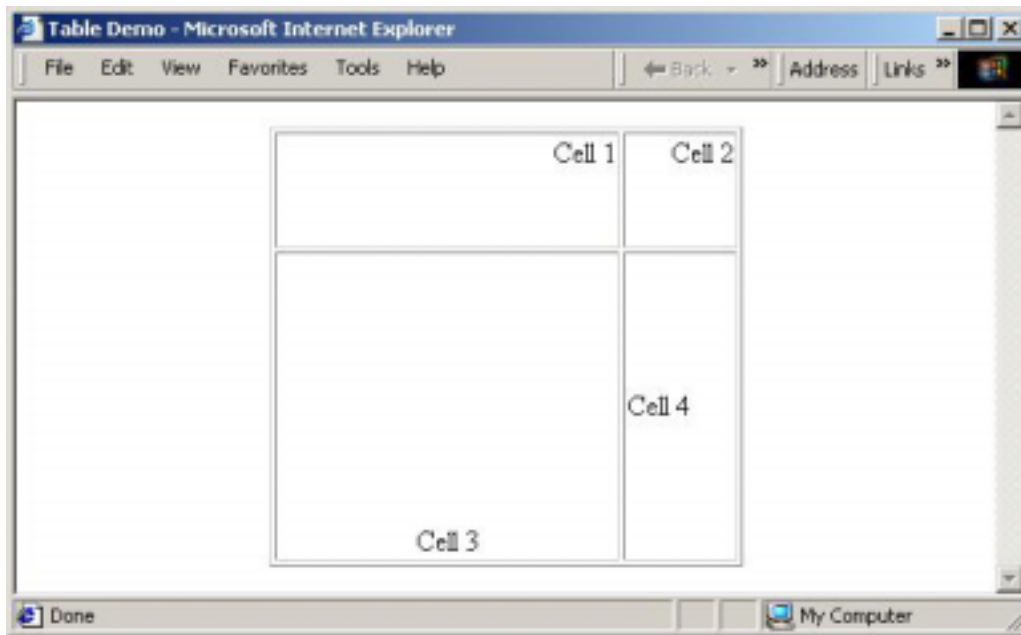 Table Demo - Microsoft Internet Explorer
File Edit View Favorites Tools Help Back » Address Links »
Cell 1 Cell 2
Cell 4
Cell 3
Done My Computer